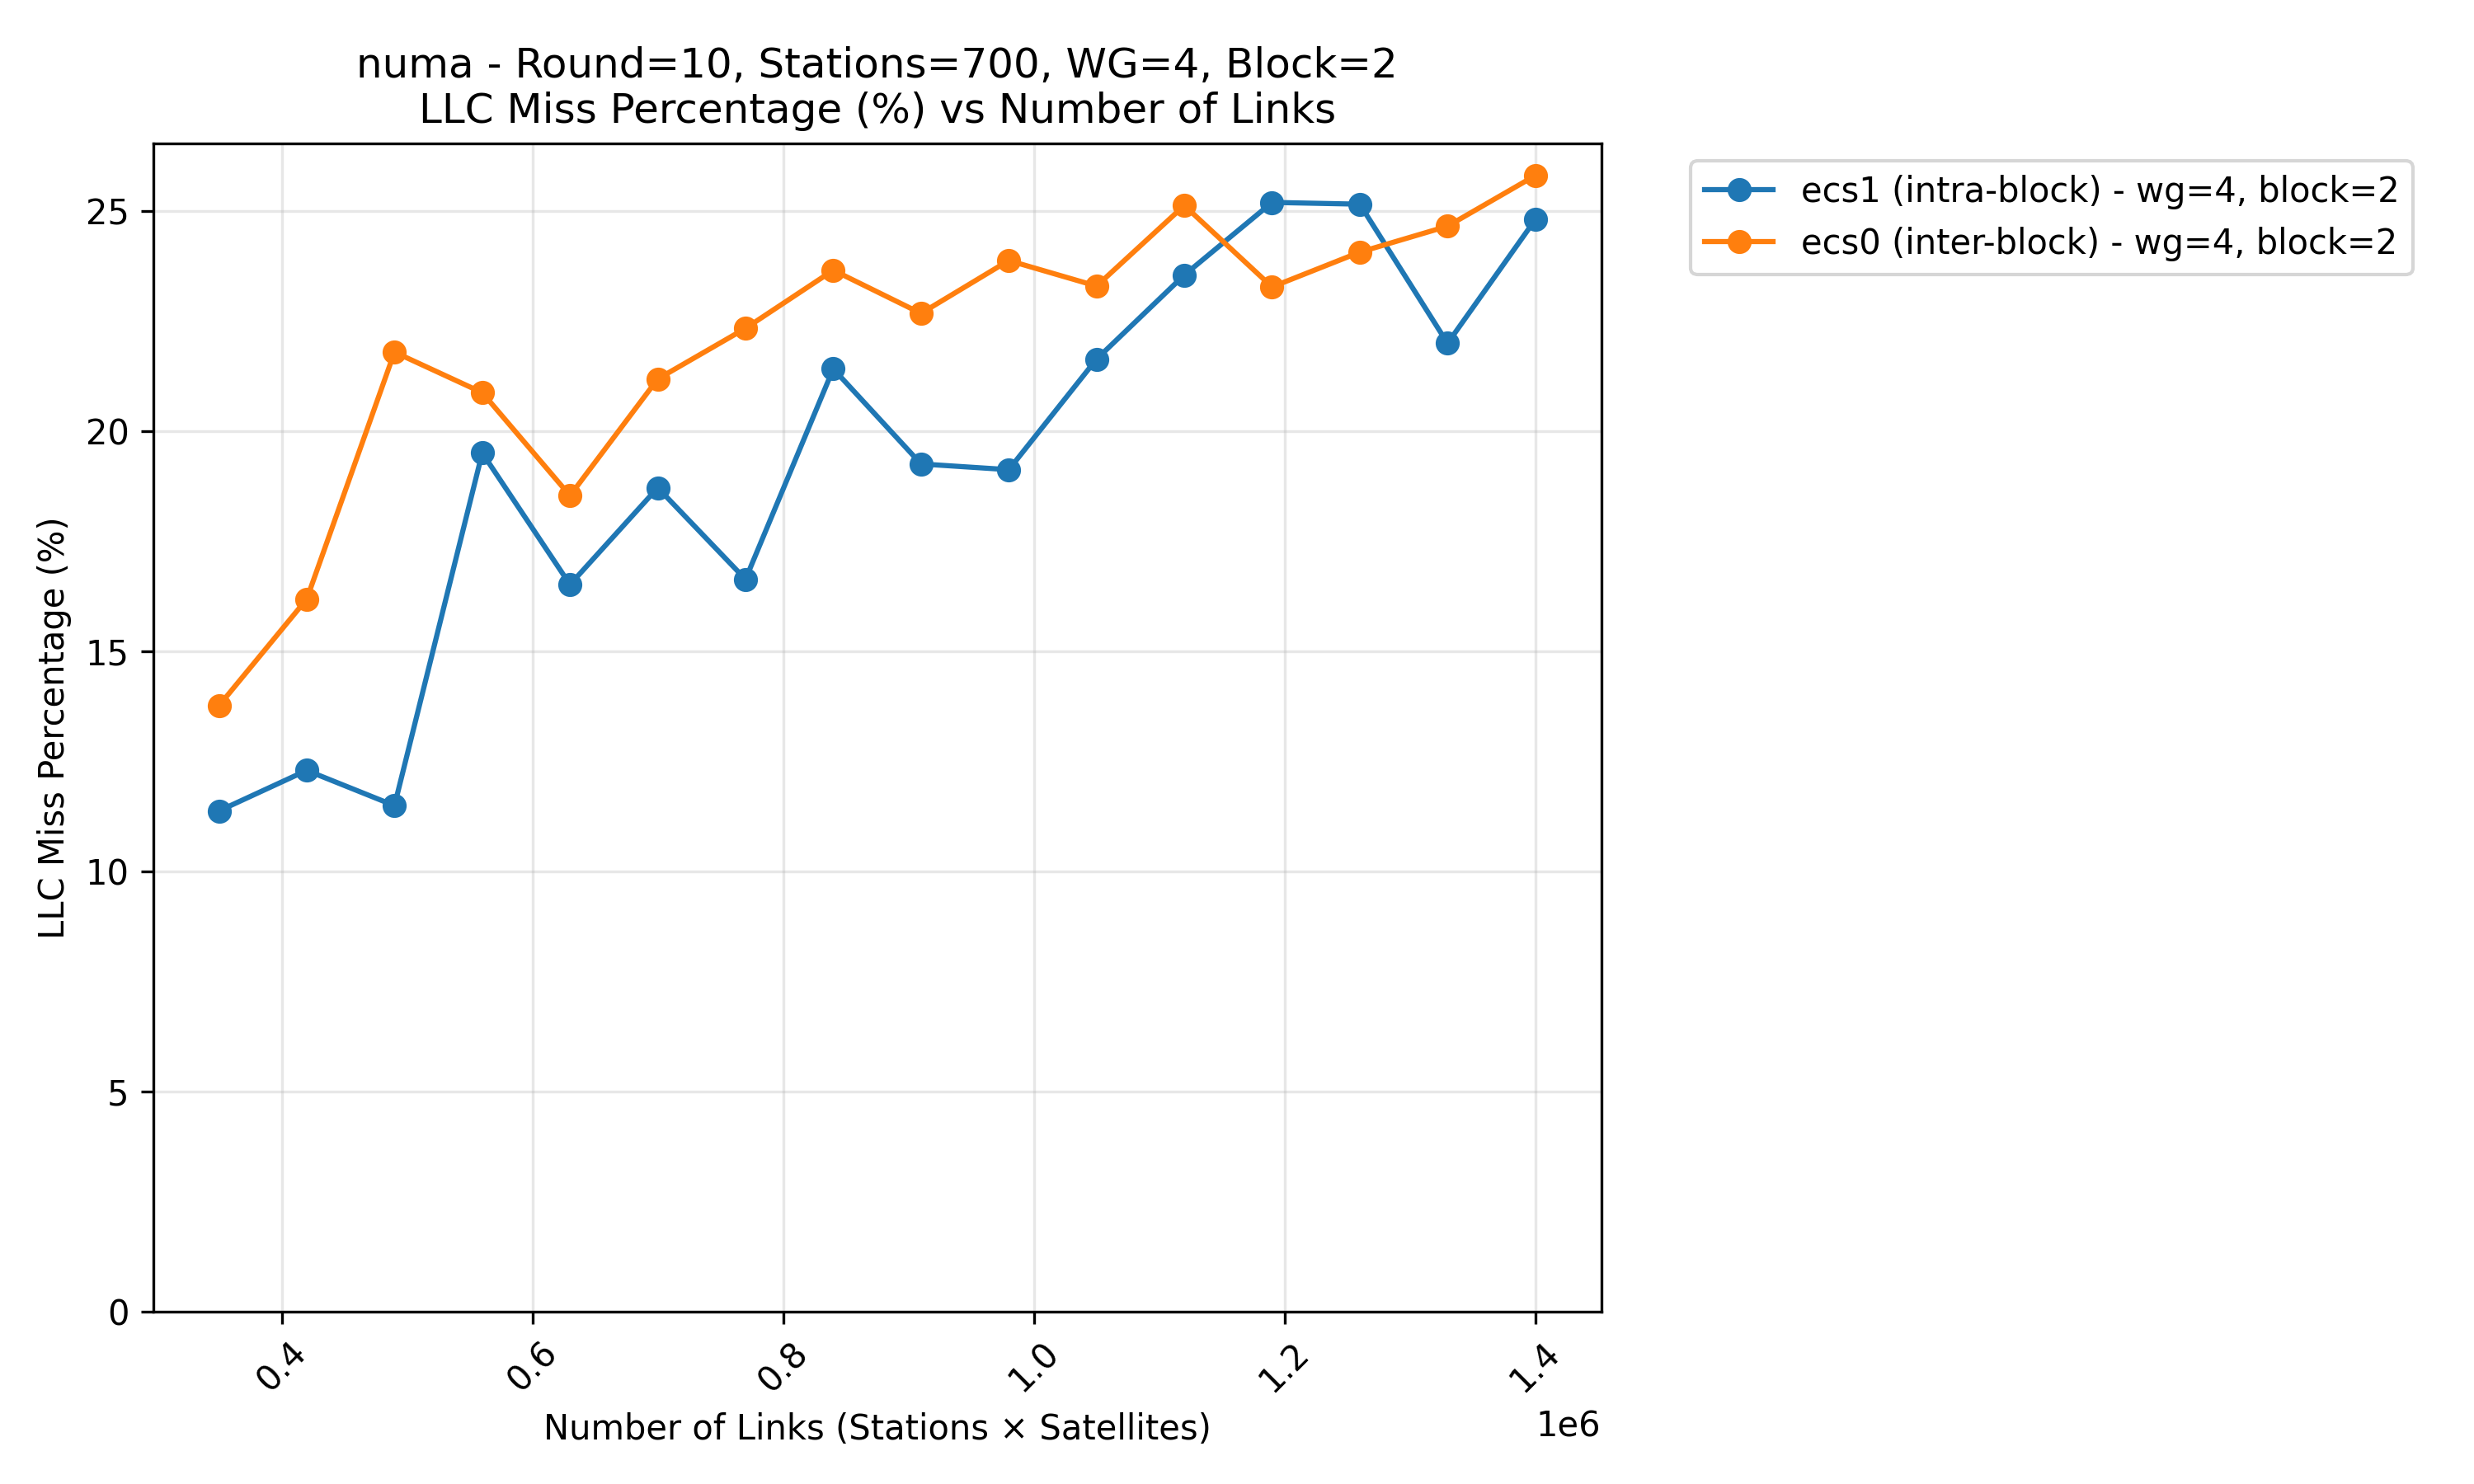 numa - Round=10, Stations=700, WG=4, Block=2
LLC Miss Percentage (%) vs Number of Links
ecs1 (intra-block) - wg=4, block=2
ecs0 (inter-block) - wg=4, block=2
LLC Miss Percentage (%)
25
20
15
10
5
0
0.4
0.6
0.8
1.0
1.2
1.4
Number of Links (Stations × Satellites)
1e6